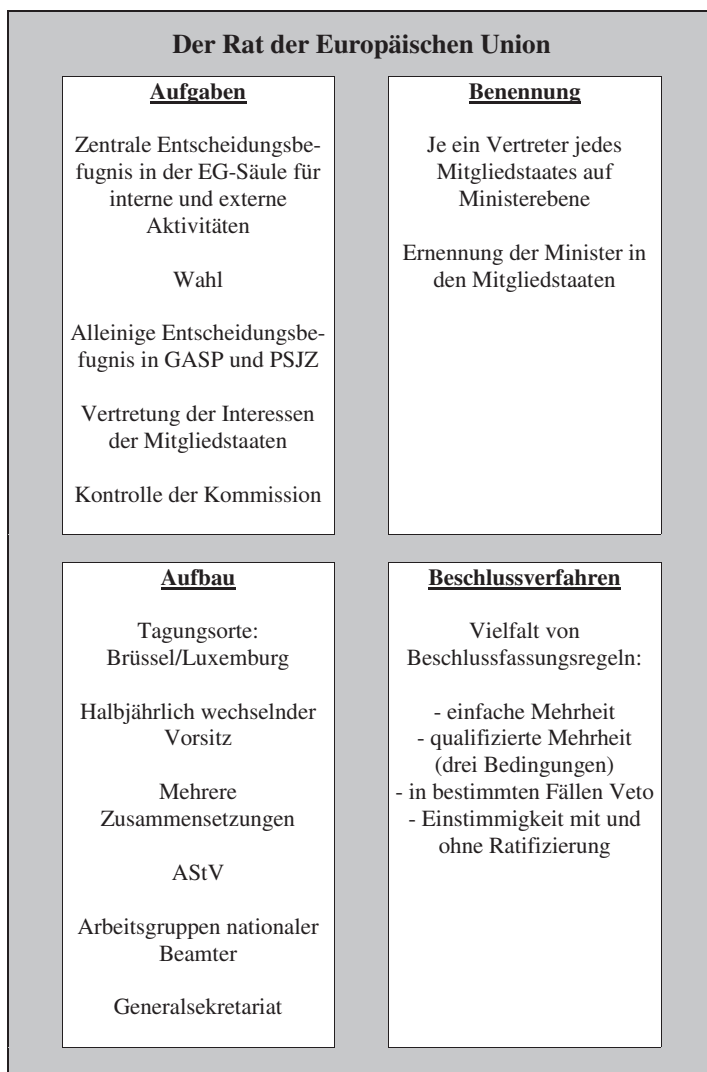 Der Rat der Europäischen Union
Aufgaben
Zentrale Entscheidungsbe-
fugnis in der EG-Säule für
interne und externe
Aktivitäten
Wahl
Alleinige Entscheidungsbe-
fugnis in GASP und PSJZ
Vertretung der Interessen
der Mitgliedstaaten
Kontrolle der Kommission
Benennung
Je ein Vertreter jedes
Mitgliedstaates auf
Ministerebene
Ernennung der Minister in
den Mitgliedstaaten
Aufbau
Tagungsorte:
Brüssel/Luxemburg
Halbjährlich wechselnder
Vorsitz
Mehrere
Zusammensetzungen
AStV
Arbeitsgruppen nationaler
Beamter
Generalsekretariat
Beschlussverfahren
Vielfalt von
Beschlussfassungsregeln:
- einfache Mehrheit
- qualifizierte Mehrheit
(drei Bedingungen)
- in bestimmten Fällen Veto
- Einstimmigkeit mit und
ohne Ratifizierung